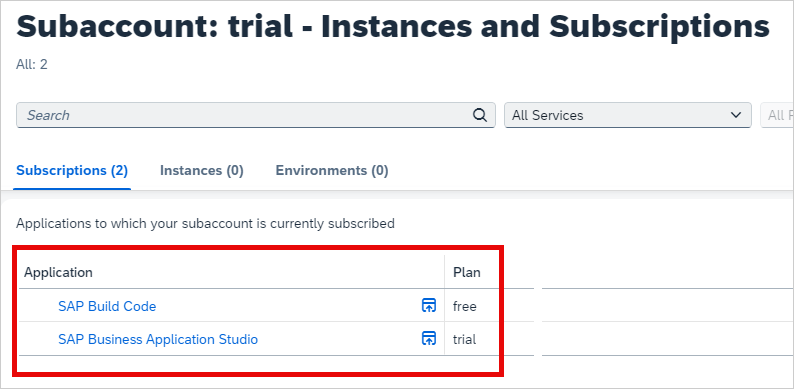 Subaccount: trial - Instances and Subscriptions
All: 2
Search All Services All
Subscriptions (2) Instances (0) Environments (0)
Applications to which your subaccount is currently subscribed
Application Plan
SAP Build Code free
SAP Business Application Studio trial